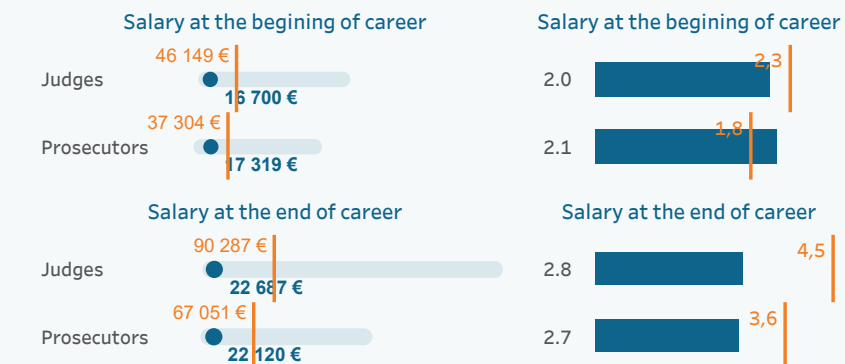 Salary at the begining of career
Salary at the begining of career
46 149 €
Judges
16 700 €
2.0
2,3
37 304 €
Prosecutors
17 319 €
2.1
1,8
Salary at the end of career
Salary at the end of career
90 287 €
Judges
22 687 €
2.8
4,5
67 051 €
Prosecutors
22 120 €
2.7
3,6